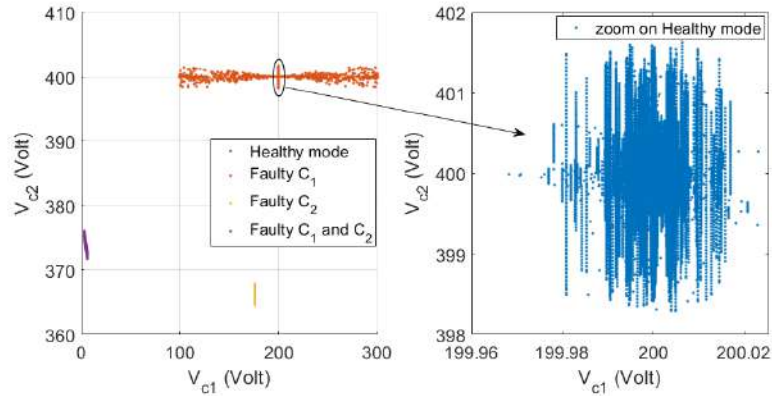 400
390
380
370
360
0
100
200
300
V_c2 (Volt)
V_c1 (Volt)
Healthy mode
Faulty C_1
Faulty C_2
Faulty C_1 and C_2
402
401
400
399
398
199.96
199.98
200
200.02
V_c2 (Volt)
V_c1 (Volt)
zoom on Healthy mode